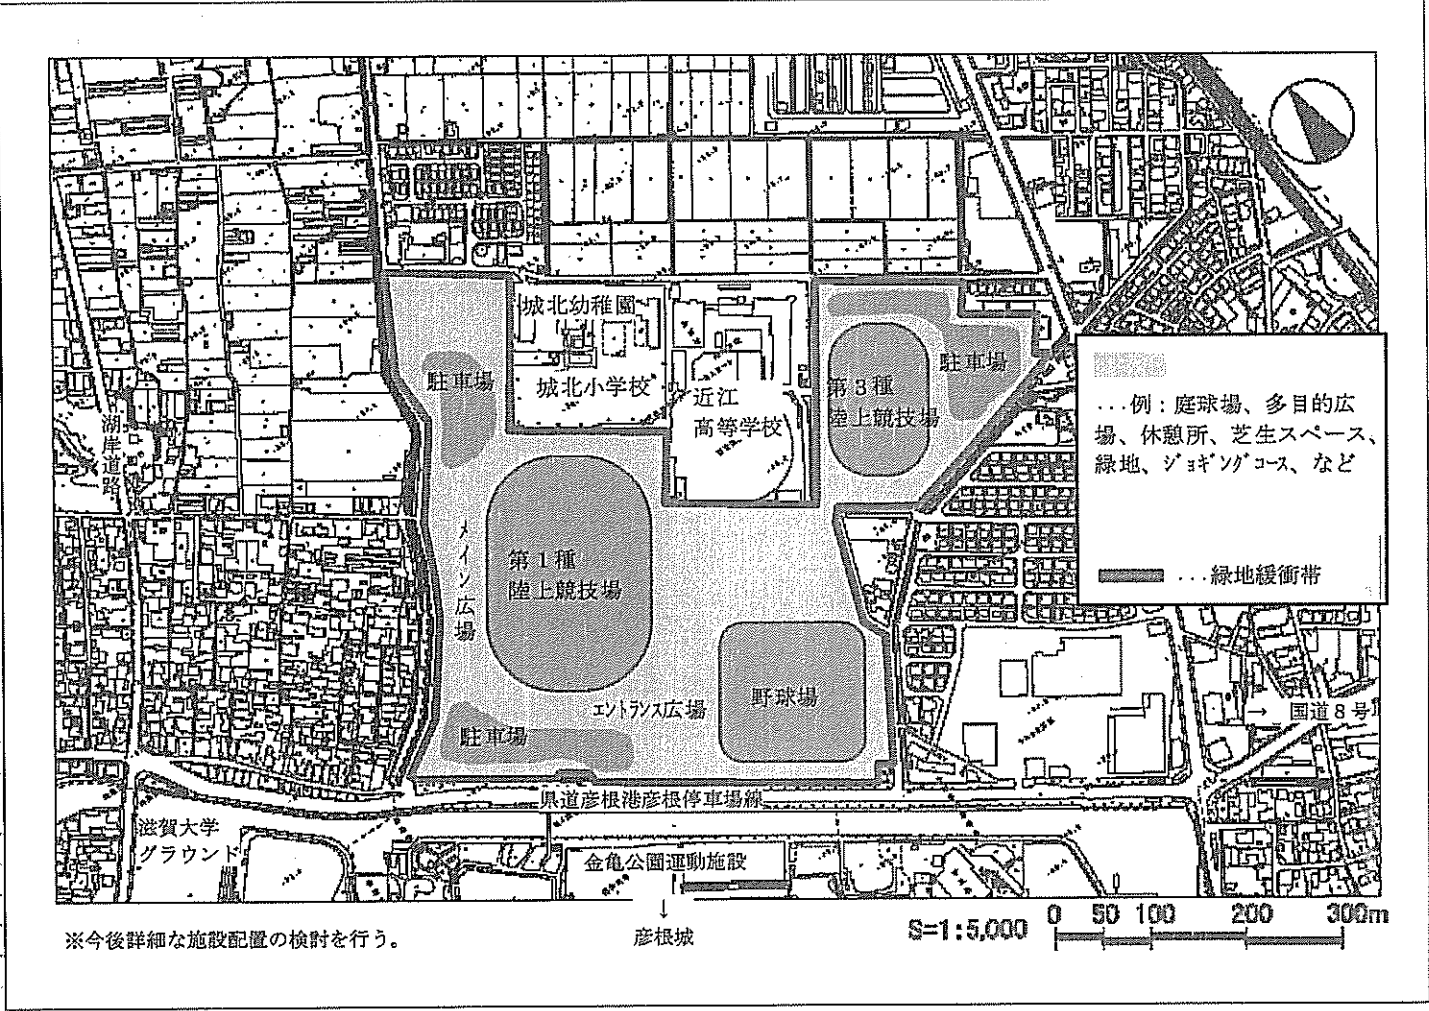 城北幼稚園
城北小学校
近江
高等学校
駐車場
第3種
陸上競技場
駐車場
湖岸道路
メイン広場
第1種
陸上競技場
エントランス広場
野球場
駐車場
県道彦根港彦根停車場線
滋賀大学
グラウンド
金亀公園運動施設
↓
彦根城
→ 国道8号
…例：庭球場、多目的広
場、休憩所、芝生スペース、
緑地、ジョギングコース、など
…緑地緩衝帯
※今後詳細な施設配置の検討を行う。
S=1:5,000
0 50 100 200 300m